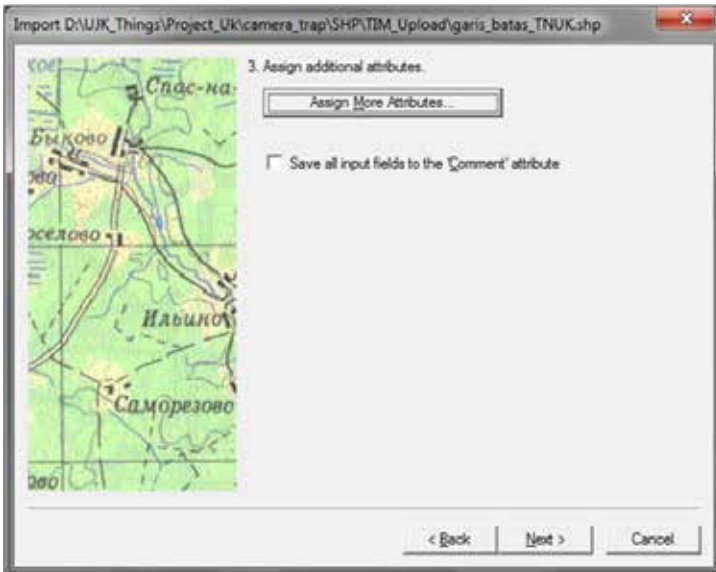 Import D:\UJK_Things\Project_Uk\camera_trap\SHP\TIM_Upload\garis_batas_TNUK.shp
3. Assign additional attributes.
Assign More Attributes...
Save all input fields to the 'Comment' attribute
Спас-на
Быково
Ильино
Саморезово
ово
< Back Next > Cancel